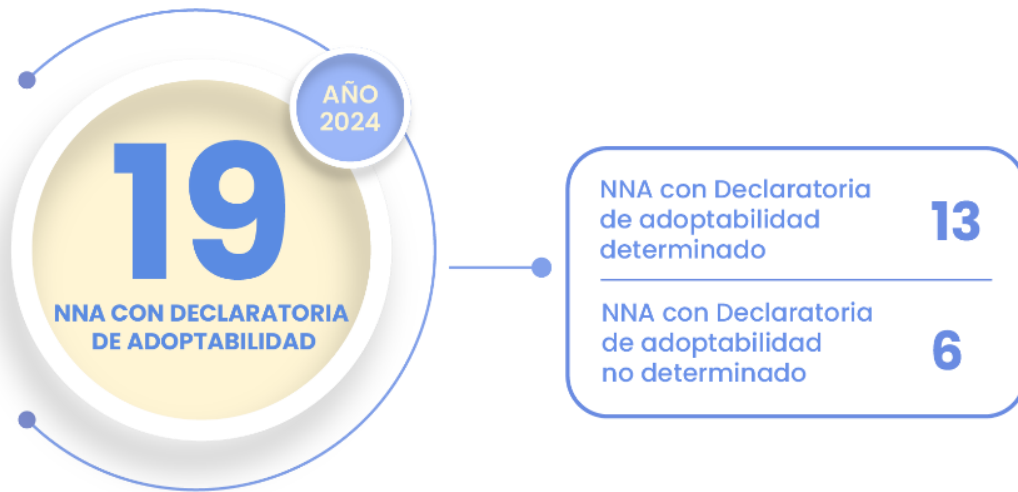 AÑO
2024
19
NNA CON DECLARATORIA
DE ADOPTABILIDAD
NNA con Declaratoria
de adoptabilidad
determinado
13
NNA con Declaratoria
de adoptabilidad
no determinado
6